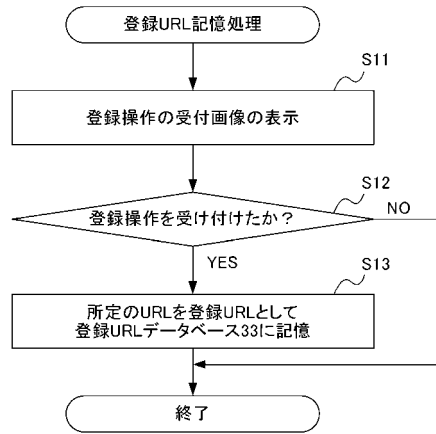 登録URL記憶処理
S11
登録操作の受付画像の表示
S12
登録操作を受け付けたか？
NO
YES
S13
所定のURLを登録URLとして
登録URLデータベース33に記憶
終了